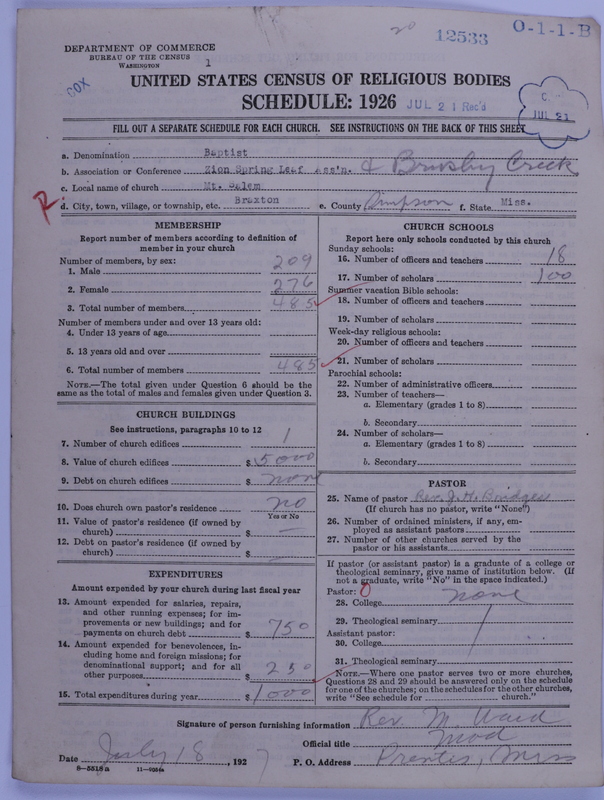 20
12533 O-1-1-B
DEPARTMENT OF COMMERCE
BUREAU OF THE CENSUS
WASHINGTON
1
COX
UNITED STATES CENSUS OF RELIGIOUS BODIES
SCHEDULE: 1926 JUL 21 Rec'd
JUL 21
FILL OUT A SEPARATE SCHEDULE FOR EACH CHURCH. SEE INSTRUCTIONS ON THE BACK OF THIS SHEET
a. Denomination Baptist
b. Association or Conference Zion Spring Leaf Ass'n. & Brushy Creek
c. Local name of church Mt. Salem
R. d. City, town, village, or township, etc. Braxton e. County Simpson f. State Miss.
MEMBERSHIP
Report number of members according to definition of
member in your church
Number of members, by sex:
1. Male 209
2. Female 276
3. Total number of members 485
Number of members under and over 13 years old:
4. Under 13 years of age
5. 13 years old and over
6. Total number of members 485
NOTE.—The total given under Question 6 should be the
same as the total of males and females given under Question 3.
CHURCH BUILDINGS
See instructions, paragraphs 10 to 12
7. Number of church edifices 1
8. Value of church edifices $ 5000
9. Debt on church edifices $ none
10. Does church own pastor's residence no
Yes or No
11. Value of pastor's residence (if owned by
church) $
12. Debt on pastor's residence (if owned by
church) $
EXPENDITURES
Amount expended by your church during last fiscal year
13. Amount expended for salaries, repairs,
and other running expenses; for im-
provements or new buildings; and for
payments on church debt $ 750
14. Amount expended for benevolences, in-
cluding home and foreign missions; for
denominational support; and for all
other purposes $ 250
15. Total expenditures during year $ 1000
CHURCH SCHOOLS
Report here only schools conducted by this church
Sunday schools:
16. Number of officers and teachers 18
17. Number of scholars 100
Summer vacation Bible schools:
18. Number of officers and teachers
19. Number of scholars
Week-day religious schools:
20. Number of officers and teachers
21. Number of scholars
Parochial schools:
22. Number of administrative officers
23. Number of teachers—
a. Elementary (grades 1 to 8)
b. Secondary
24. Number of scholars—
a. Elementary (grades 1 to 8)
b. Secondary
PASTOR
25. Name of pastor Rev. J. H. Bridges
(If church has no pastor, write "None")
26. Number of ordained ministers, if any, em-
ployed as assistant pastors
27. Number of other churches served by the
pastor or his assistants
If pastor (or assistant pastor) is a graduate of a college or
theological seminary, give name of institution below. (If
not a graduate, write "No" in the space indicated.)
Pastor: 0
28. College none
29. Theological seminary
Assistant pastor:
30. College
31. Theological seminary
NOTE.—Where one pastor serves two or more churches,
Questions 28 and 29 should be answered only on the schedule
for one of the churches; on the schedules for the other churches,
write "See schedule for ________ church."
Signature of person furnishing information Rev. M. Ward
Official title Mod
Date July 18, 1927 P. O. Address Prentis, Miss
8—5518a